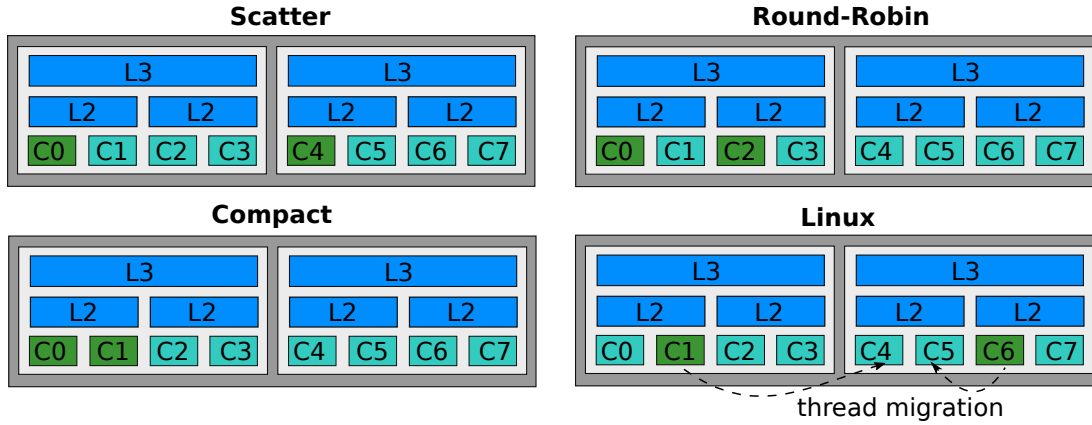 Scatter
L3 L3
L2 L2 L2 L2
C0 C1 C2 C3 C4 C5 C6 C7
Round-Robin
L3 L3
L2 L2 L2 L2
C0 C1 C2 C3 C4 C5 C6 C7
Compact
L3 L3
L2 L2 L2 L2
C0 C1 C2 C3 C4 C5 C6 C7
Linux
L3 L3
L2 L2 L2 L2
C0 C1 C2 C3 C4 C5 C6 C7
thread migration